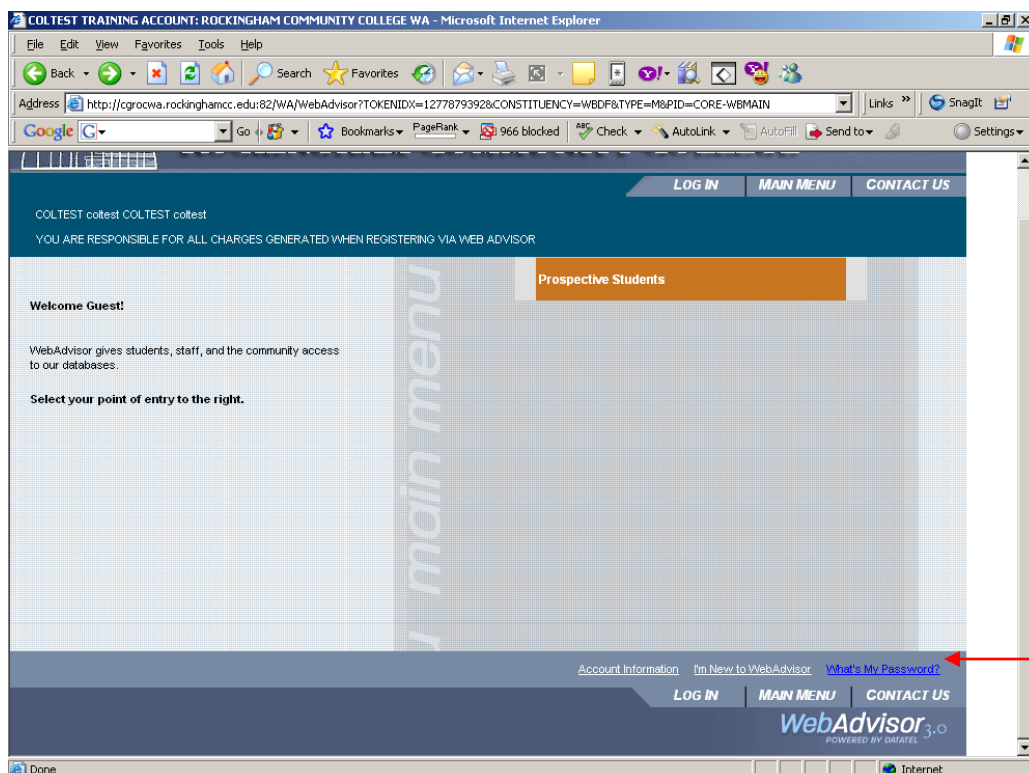 COLTEST TRAINING ACCOUNT: ROCKINGHAM COMMUNITY COLLEGE WA - Microsoft Internet Explorer
File Edit View Favorites Tools Help
Back Search Favorites
Address http://cgrocwa.rockinghamcc.edu:82/WA/WebAdvisor?TOKENIDX=1277879392&CONSTITUENCY=WBDF&TYPE=M&PID=CORE-WBMAIN Links » SnagIt
Google G Go Bookmarks PageRank 966 blocked ABC Check AutoLink AutoFill Send to Settings
LOG IN MAIN MENU CONTACT US
COLTEST coltest COLTEST coltest
YOU ARE RESPONSIBLE FOR ALL CHARGES GENERATED WHEN REGISTERING VIA WEB ADVISOR
Prospective Students
Welcome Guest!
WebAdvisor gives students, staff, and the community access
to our databases.
Select your point of entry to the right.
main menu
Account Information I'm New to WebAdvisor What's My Password?
LOG IN MAIN MENU CONTACT US
WebAdvisor 3.0
POWERED BY DATATEL
Done Internet